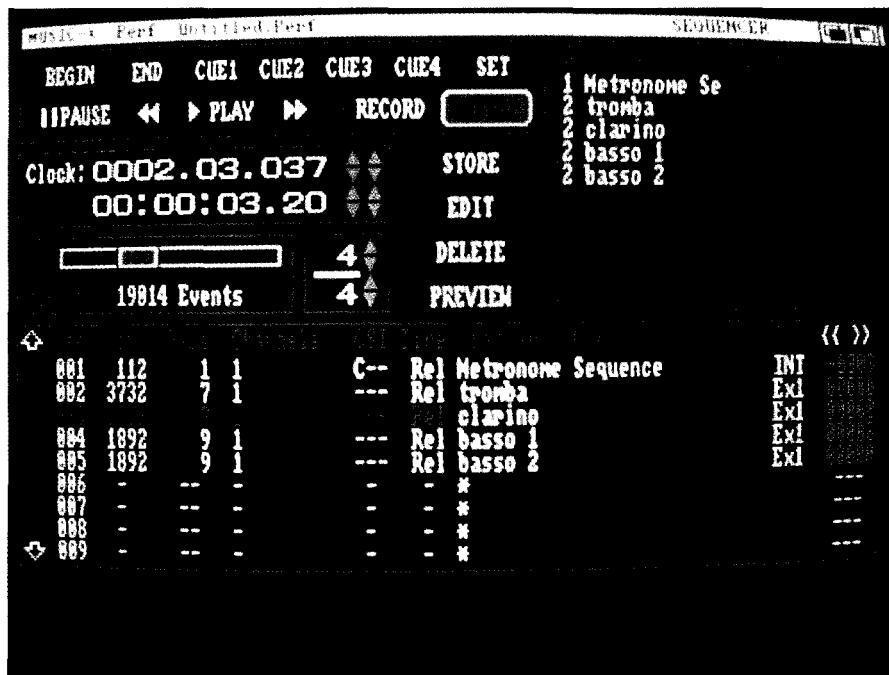 music-x Perf Untitled.Perf SEQUENCER
BEGIN END CUE1 CUE2 CUE3 CUE4 SET
PAUSE PLAY RECORD
Clock: 0002.03.037
00:00:03.20
STORE
EDIT
DELETE
PREVIEW
4
4
19014 Events
1 Metronome Se
2 tromba
2 clarino
2 basso 1
2 basso 2
Channels << >>
001 112 1 1 C-- Rel Metronome Sequence INT
002 3732 7 1 --- Rel tromba Ex1
clarino Ex1
004 1892 9 1 --- Rel basso 1 Ex1
005 1892 9 1 --- Rel basso 2 Ex1
006 - -- - - - * ---
007 - -- - - - * ---
008 - -- - - - * ---
009 - -- - - - * ---